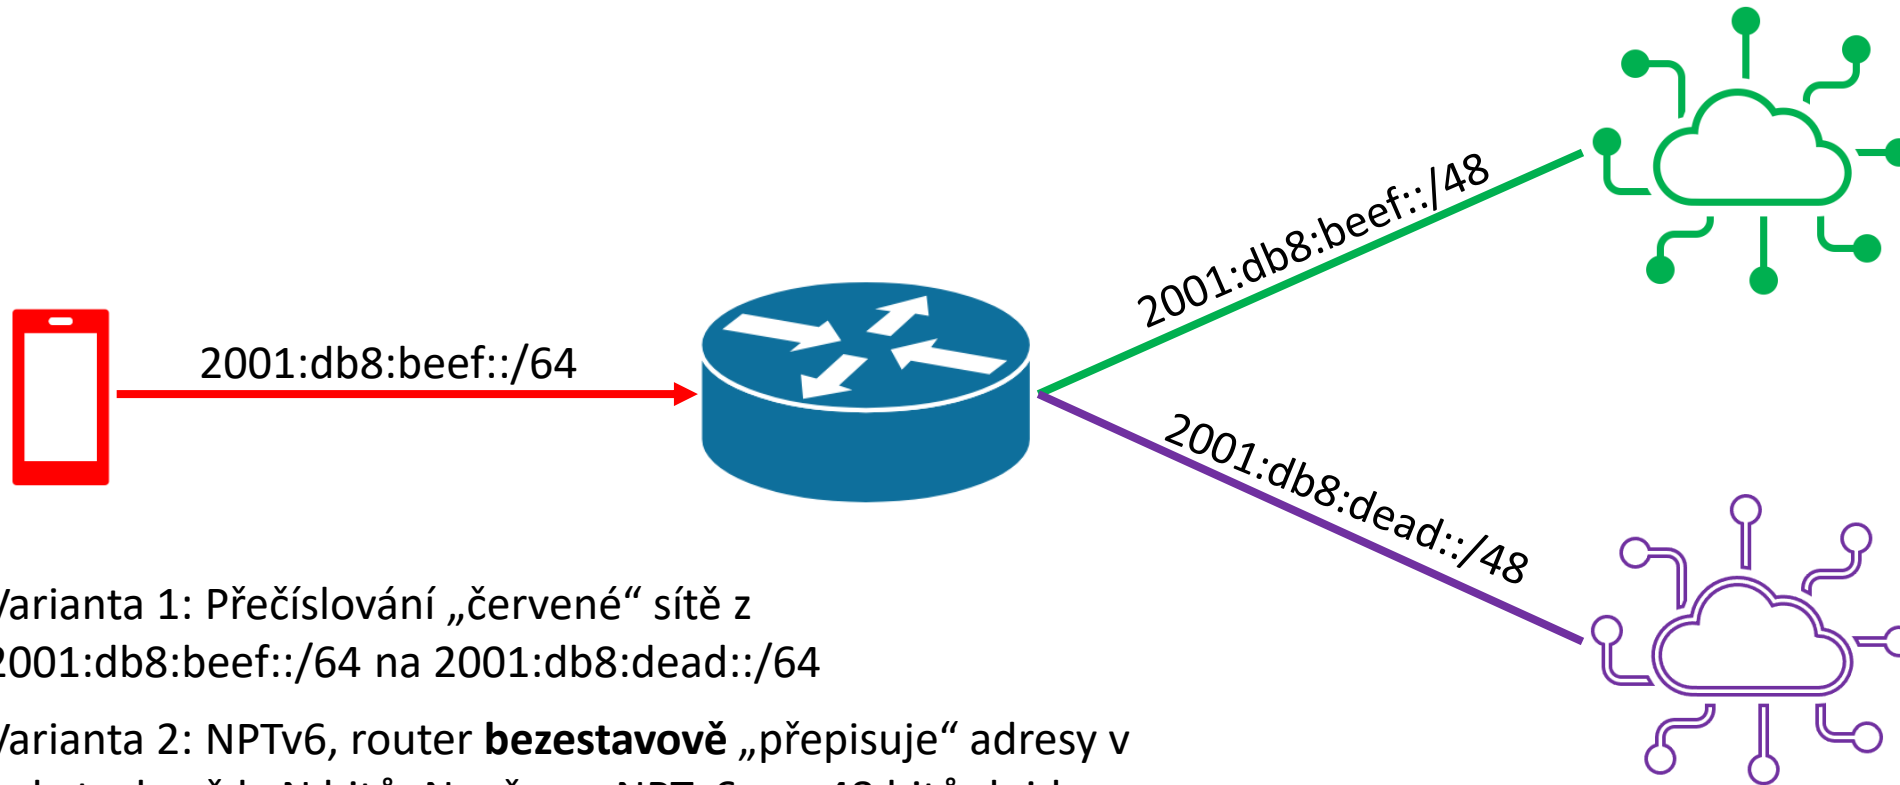 2001:db8:beef::/48
2001:db8:beef::/64
2001:db8:dead::/48
Varianta 1: Přečíslování „červené“ sítě z
2001:db8:beef::/64 na 2001:db8:dead::/64
Varianta 2: NPTv6, router bezestavově „přepisuje“ adresy v